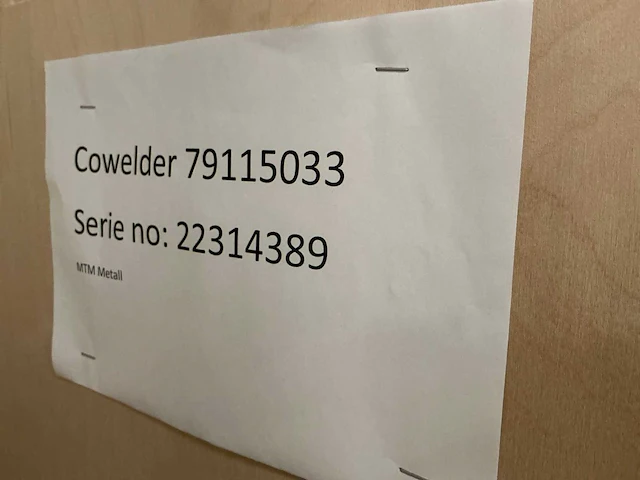 Cowelder 79115033
Serie no: 22314389
MTM Metall